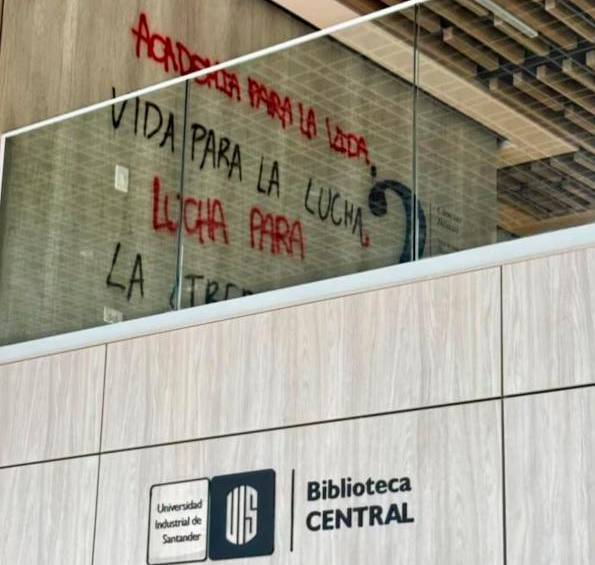 ACADEMIA PARA LA VIDA,
VIDA PARA LA LUCHA,
LUCHA PARA
LA
Universidad
Industrial de
Santander
UIS
Biblioteca
CENTRAL